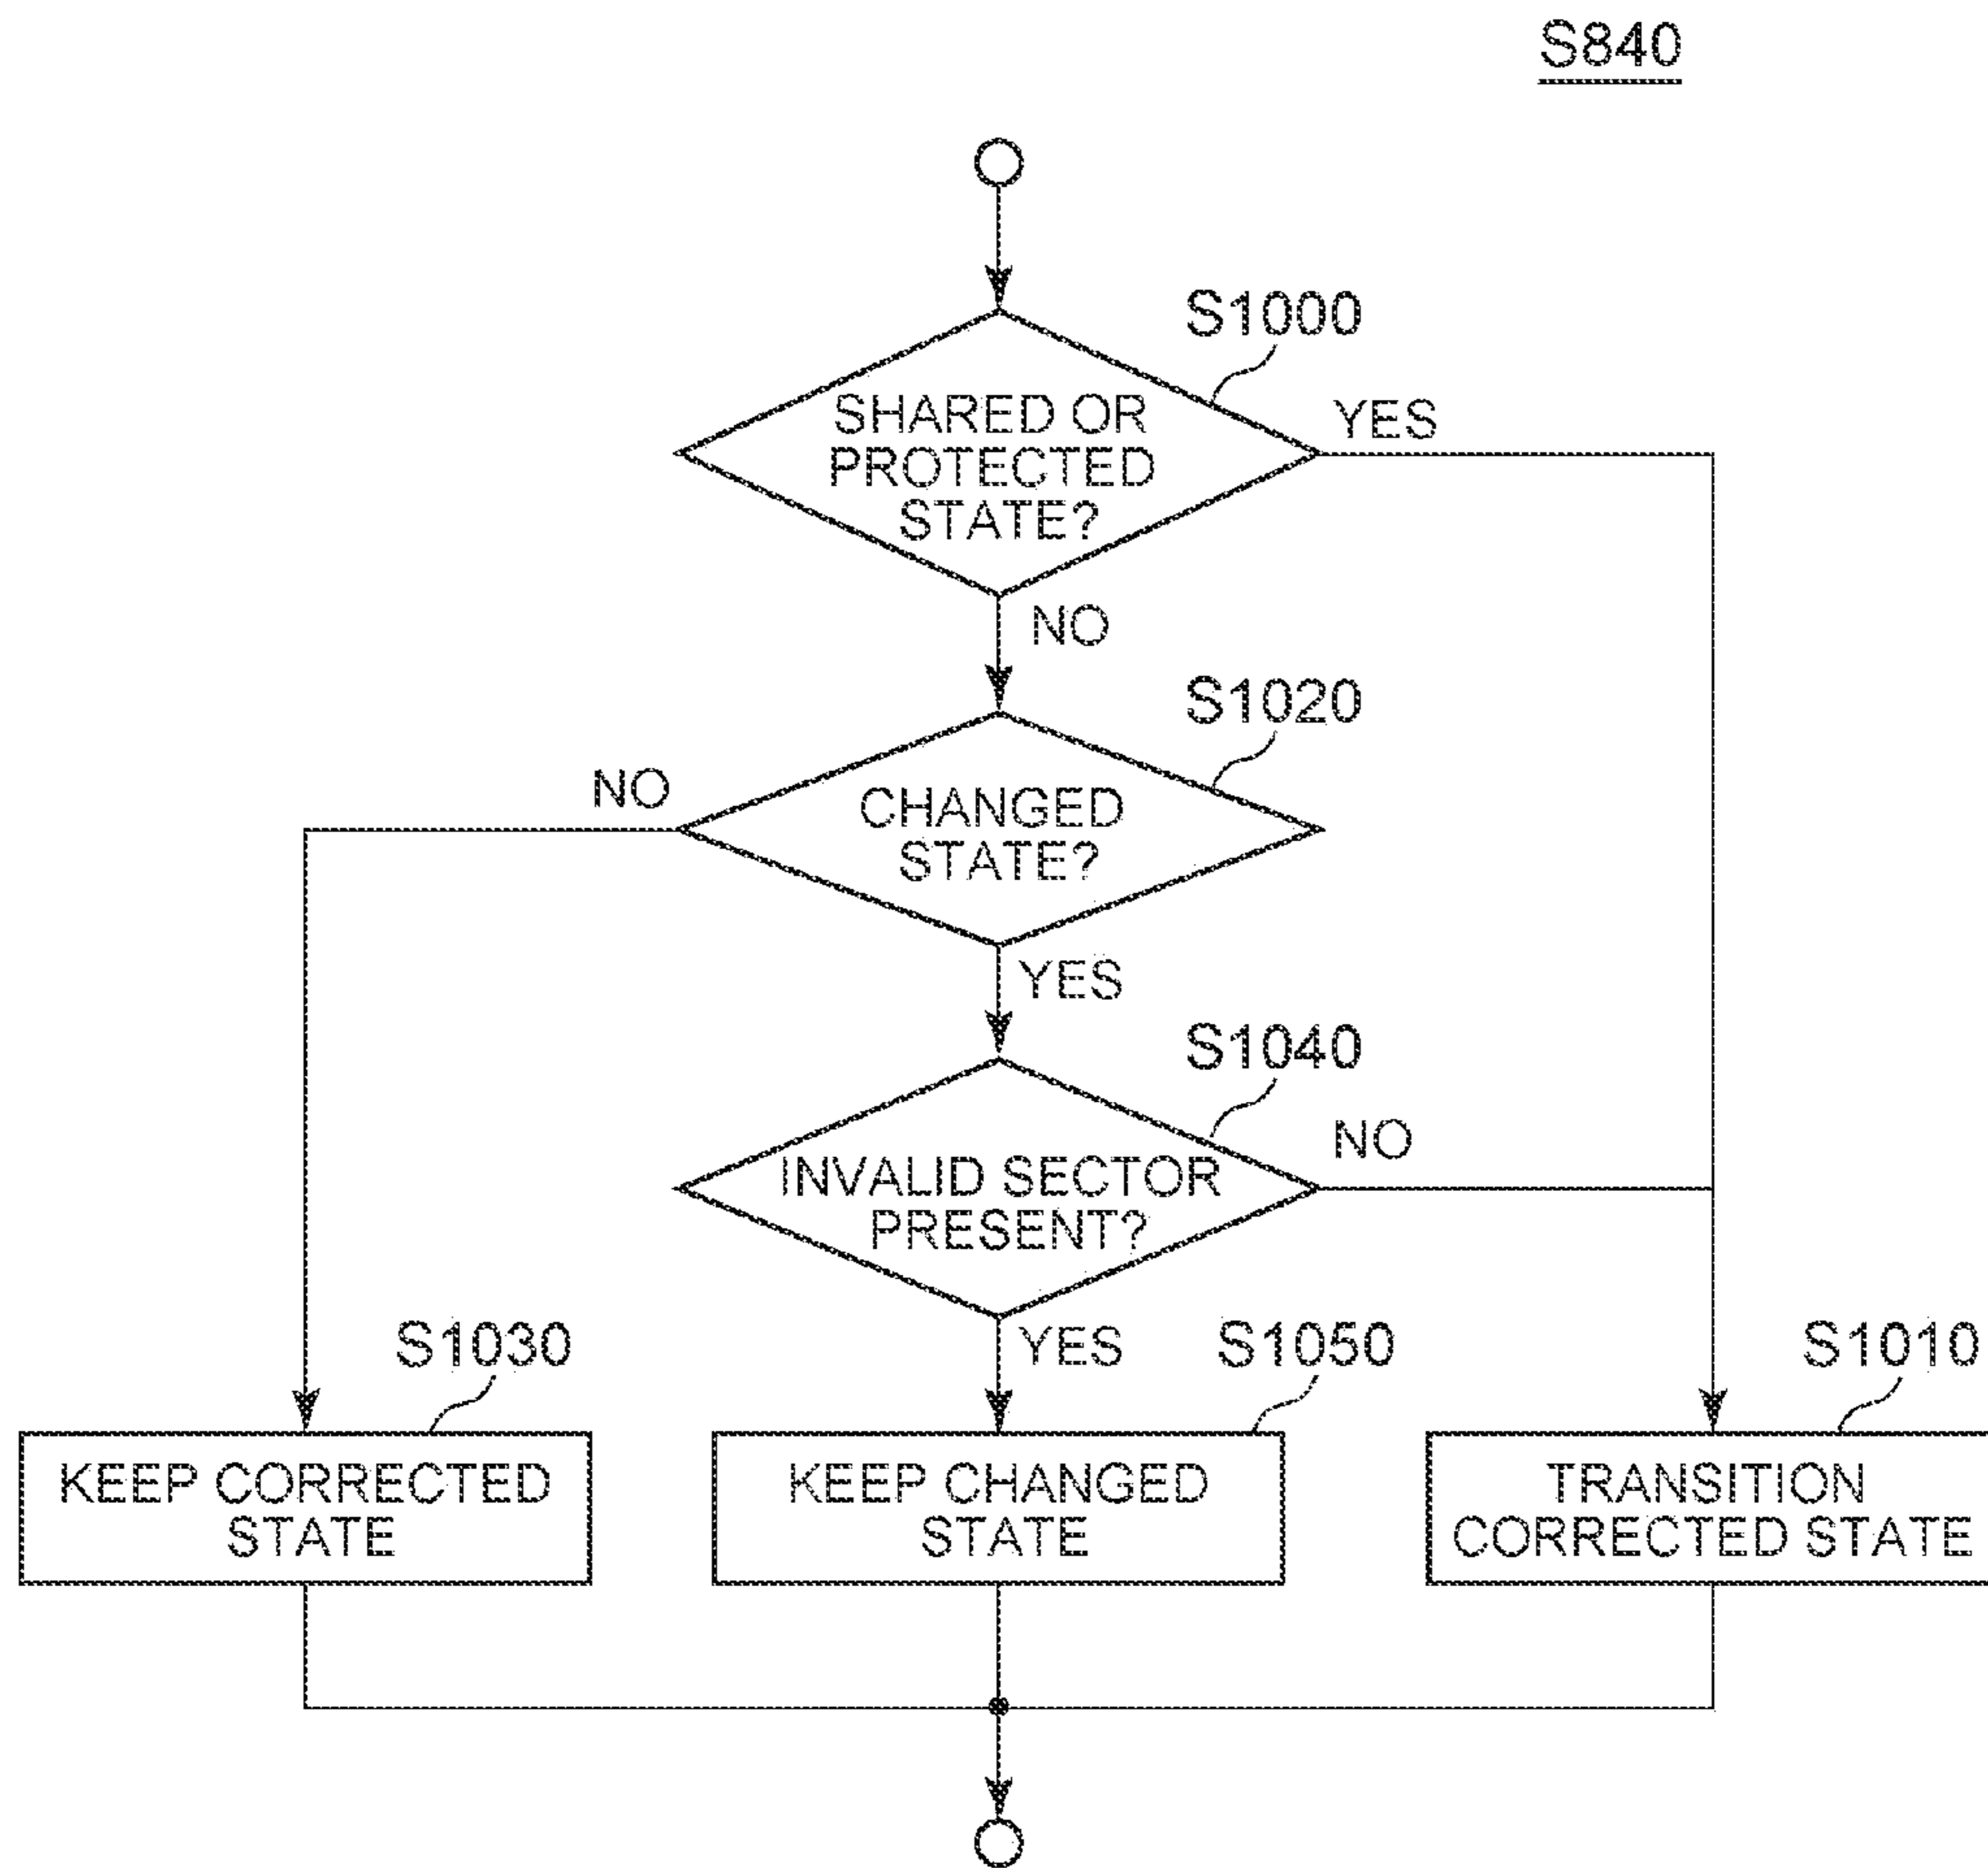 S840
S1000
SHARED OR
PROTECTED
STATE?
YES
NO
S1020
CHANGED
STATE?
NO
YES
S1040
INVALID SECTOR
PRESENT?
NO
YES
S1030
KEEP CORRECTED
STATE
S1050
KEEP CHANGED
STATE
S1010
TRANSITION
CORRECTED STATE